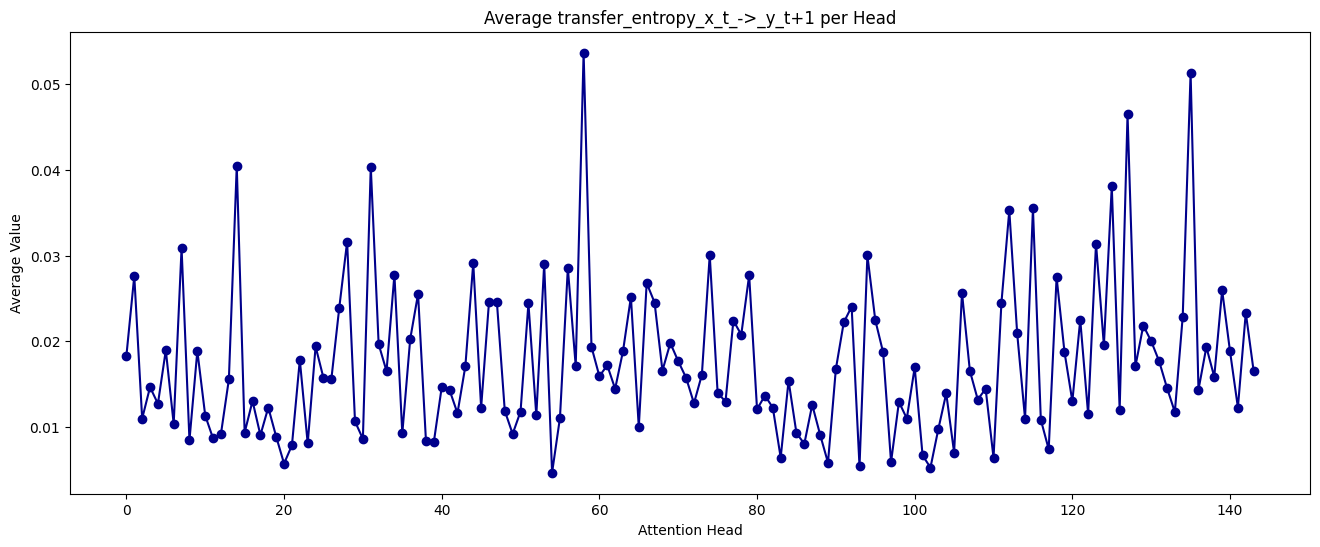 Average transfer_entropy_x_t_->_y_t+1 per Head
Average Value
0.05
0.04
0.03
0.02
0.01
0 20 40 60 80 100 120 140
Attention Head